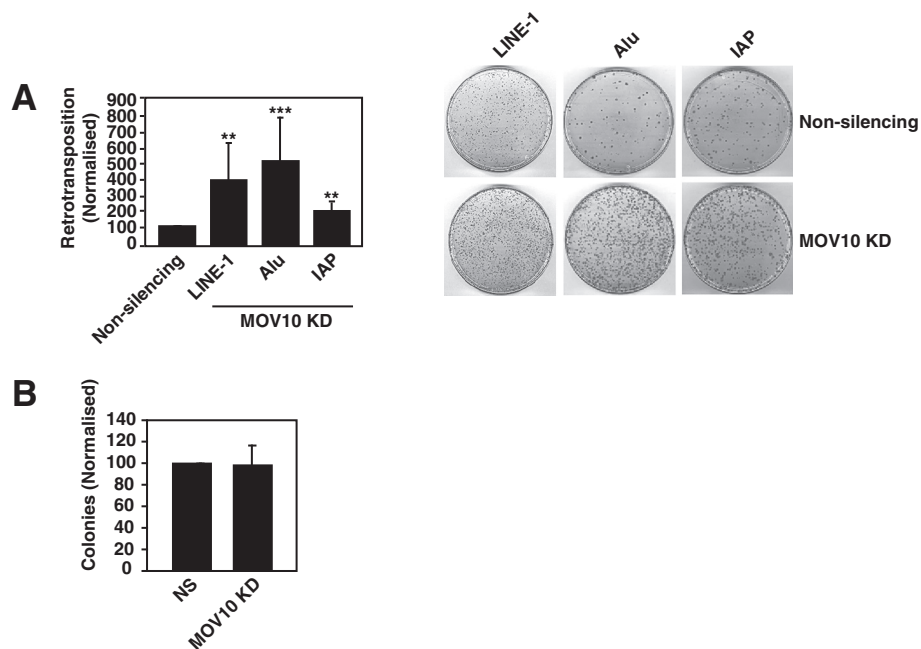 A
Retrotransposition
(Normalised)
900
800
700
600
500
400
300
200
100
0
**
***
**
Non-silencing
LINE-1
Alu
IAP
MOV10 KD
LINE-1
Alu
IAP
Non-silencing
MOV10 KD
B
Colonies (Normalised)
140
120
100
80
60
40
20
0
NS
MOV10 KD